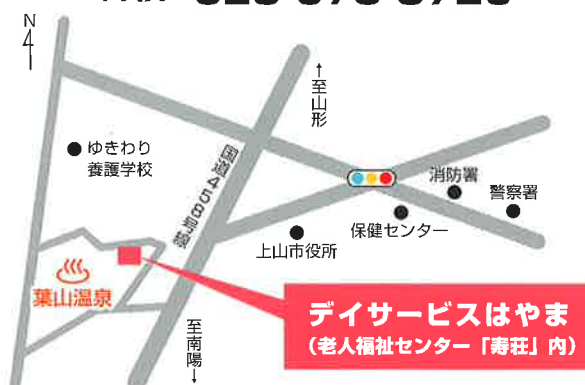 N
4
↑至山形
ゆきわり
養護学校
国道458号線
消防署
警察署
保健センター
上山市役所
葉山温泉
デイサービスはやま
(老人福祉センター「寿荘」内)
至南陽↓